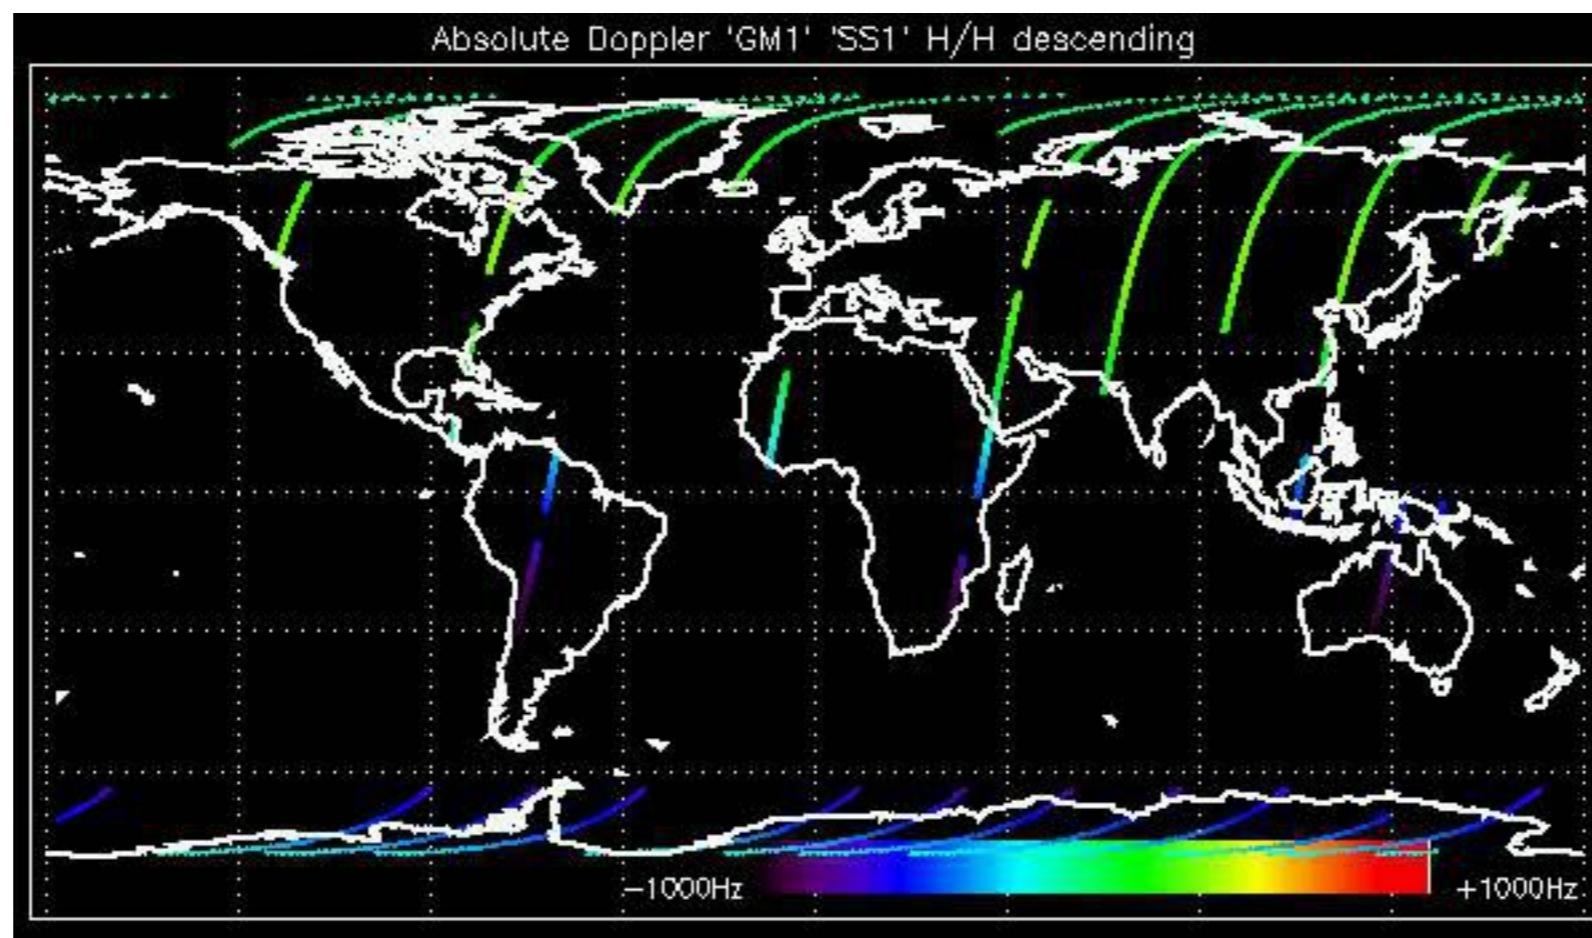 Absolute Doppler 'GM1' 'SS1' H/H descending
-1000Hz
+1000Hz